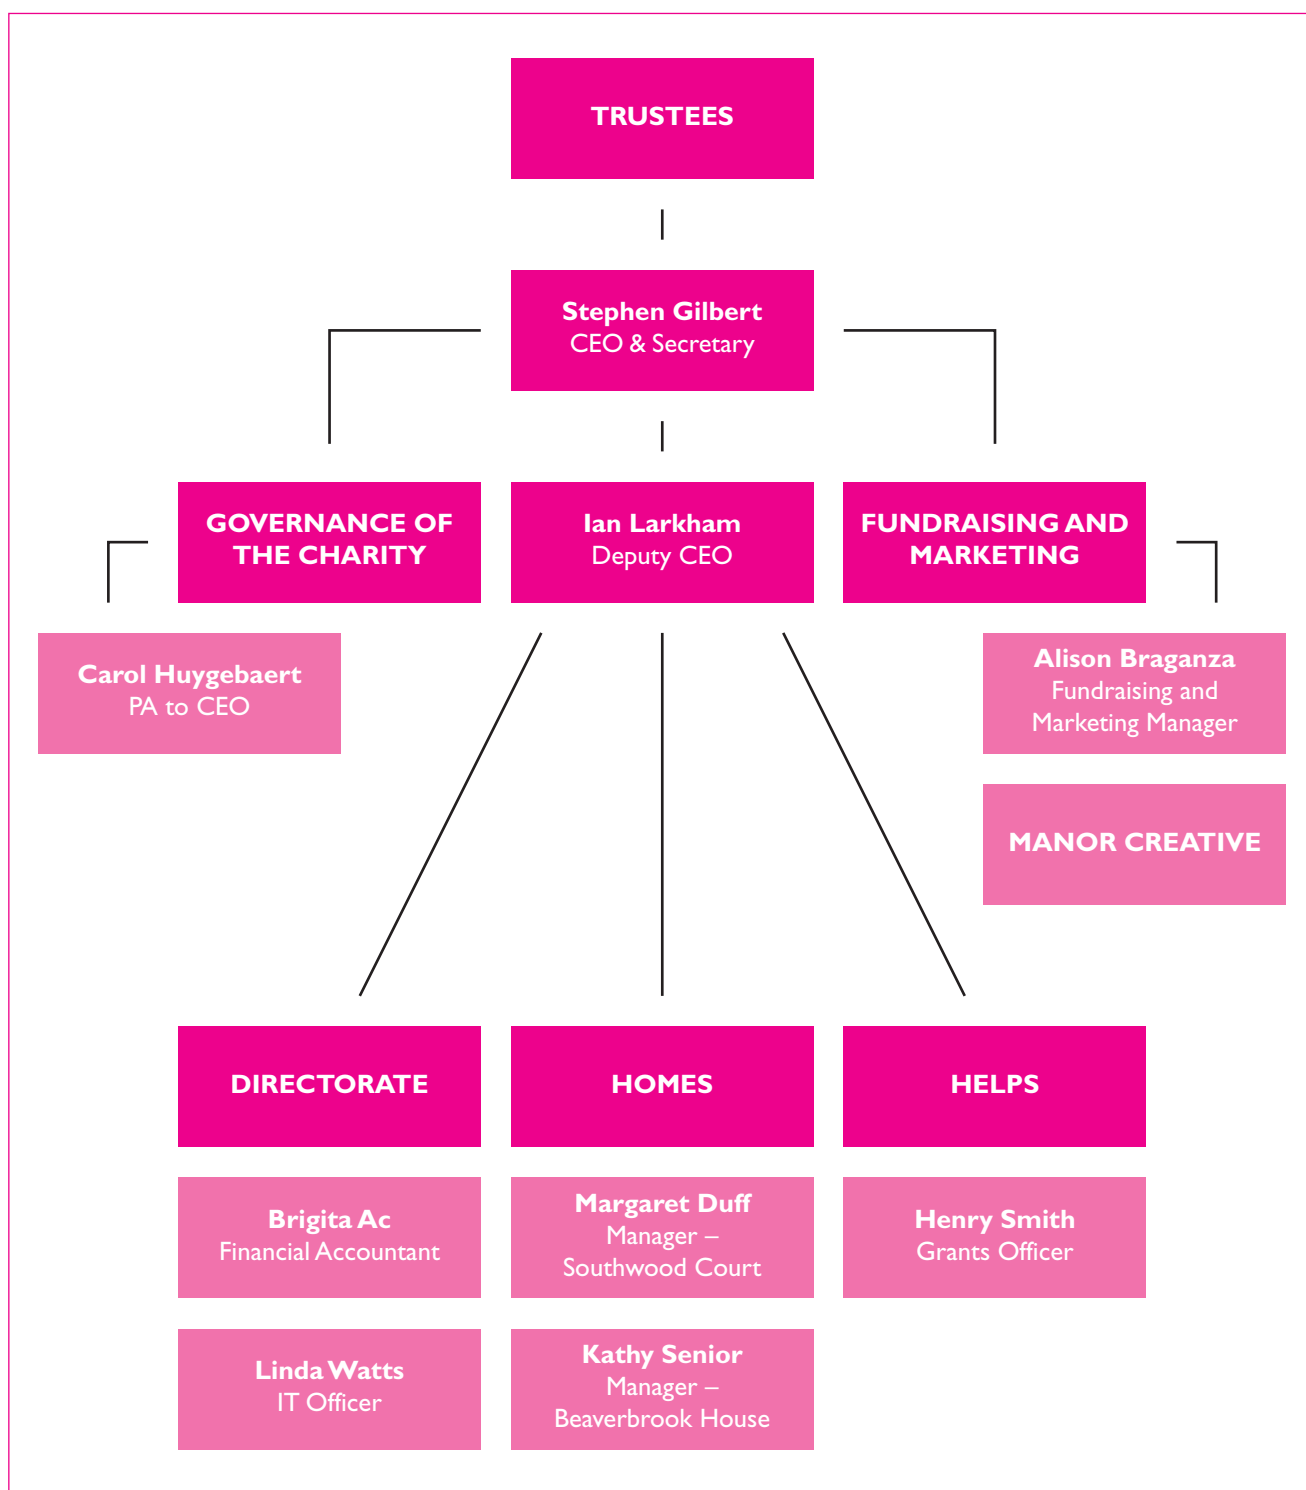 TRUSTEES
Stephen Gilbert
CEO & Secretary
GOVERNANCE OF
THE CHARITY
Ian Larkham
Deputy CEO
FUNDRAISING AND
MARKETING
Carol Huygebaert
PA to CEO
Alison Braganza
Fundraising and
Marketing Manager
MANOR CREATIVE
DIRECTORATE
HOMES
HELPS
Brigita Ac
Financial Accountant
Margaret Duff
Manager –
Southwood Court
Henry Smith
Grants Officer
Linda Watts
IT Officer
Kathy Senior
Manager –
Beaverbrook House